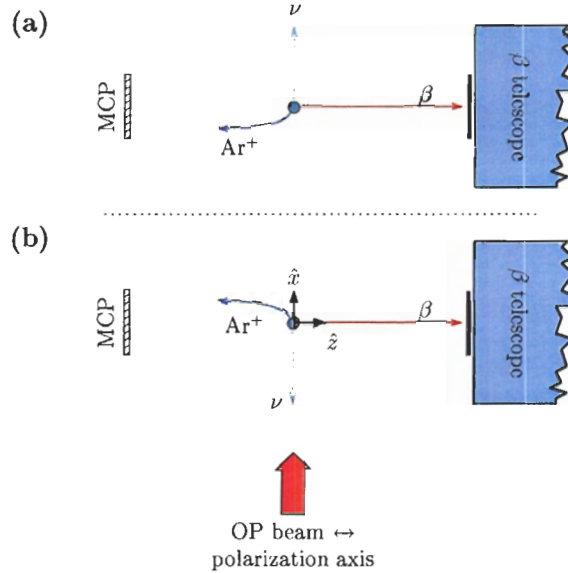 (a)
ν
MCP
β
β telescope
Ar⁺
(b)
x̂
MCP
Ar⁺
β
ẑ
β telescope
ν
OP beam ↔
polarization axis